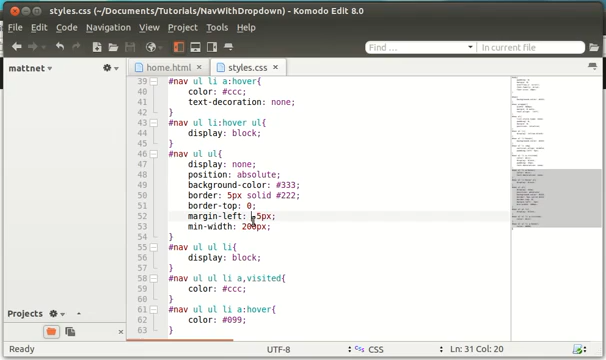 styles.css (~/Documents/Tutorials/NavWithDropdown) - Komodo Edit 8.0
File Edit Code Navigation View Project Tools Help
Find ... In current file
mattnet
home.html
styles.css
39 #nav ul li a:hover{
40 color: #ccc;
41 text-decoration: none;
42 }
43 #nav ul li:hover ul{
44 display: block;
45 }
46 #nav ul ul{
47 display: none;
48 position: absolute;
49 background-color: #333;
50 border: 5px solid #222;
51 border-top: 0;
52 margin-left: -5px;
53 min-width: 200px;
54 }
55 #nav ul ul li{
56 display: block;
57 }
58 #nav ul ul li a,visited{
59 color: #ccc;
60 }
61 #nav ul ul li a:hover{
62 color: #099;
63 }
Projects
Ready UTF-8 CSS CSS Ln: 31 Col: 20